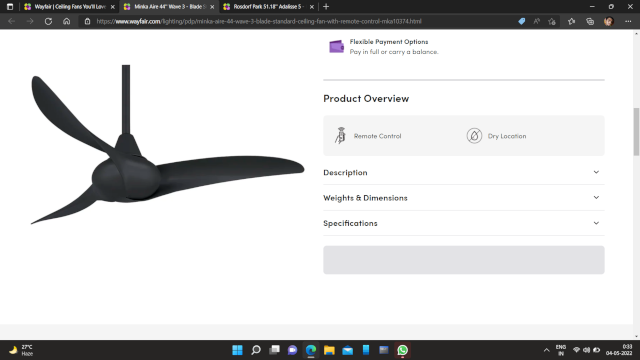 Wayfair | Ceiling Fans You'll Love
Minka Aire 44" Wave 3 - Blade S
Rosdorf Park 51.18" Adalisse 5 -
https://www.wayfair.com/lighting/pdp/minka-aire-44-wave-3-blade-standard-ceiling-fan-with-remote-control-mka10374.html
Flexible Payment Options
Pay in full or carry a balance.
Product Overview
Remote Control
Dry Location
Description
Weights & Dimensions
Specifications
27°C
Haze
ENG
IN
0:33
04-05-2022